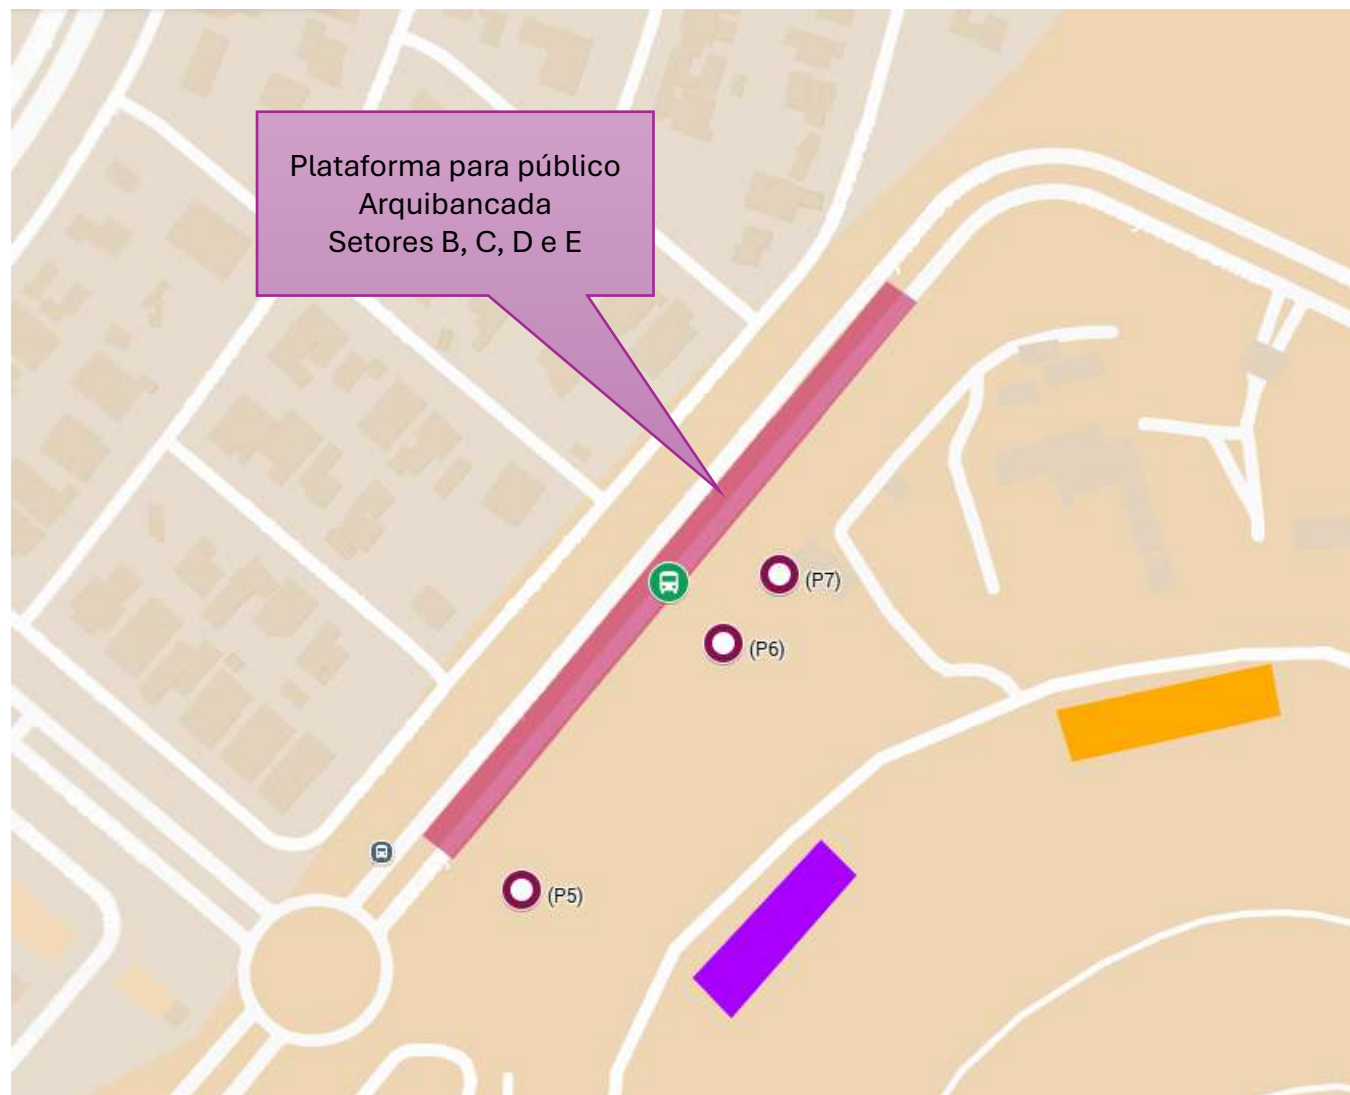 Plataforma para público
Arquibancada
Setores B, C, D e E
(P7)
(P6)
(P5)